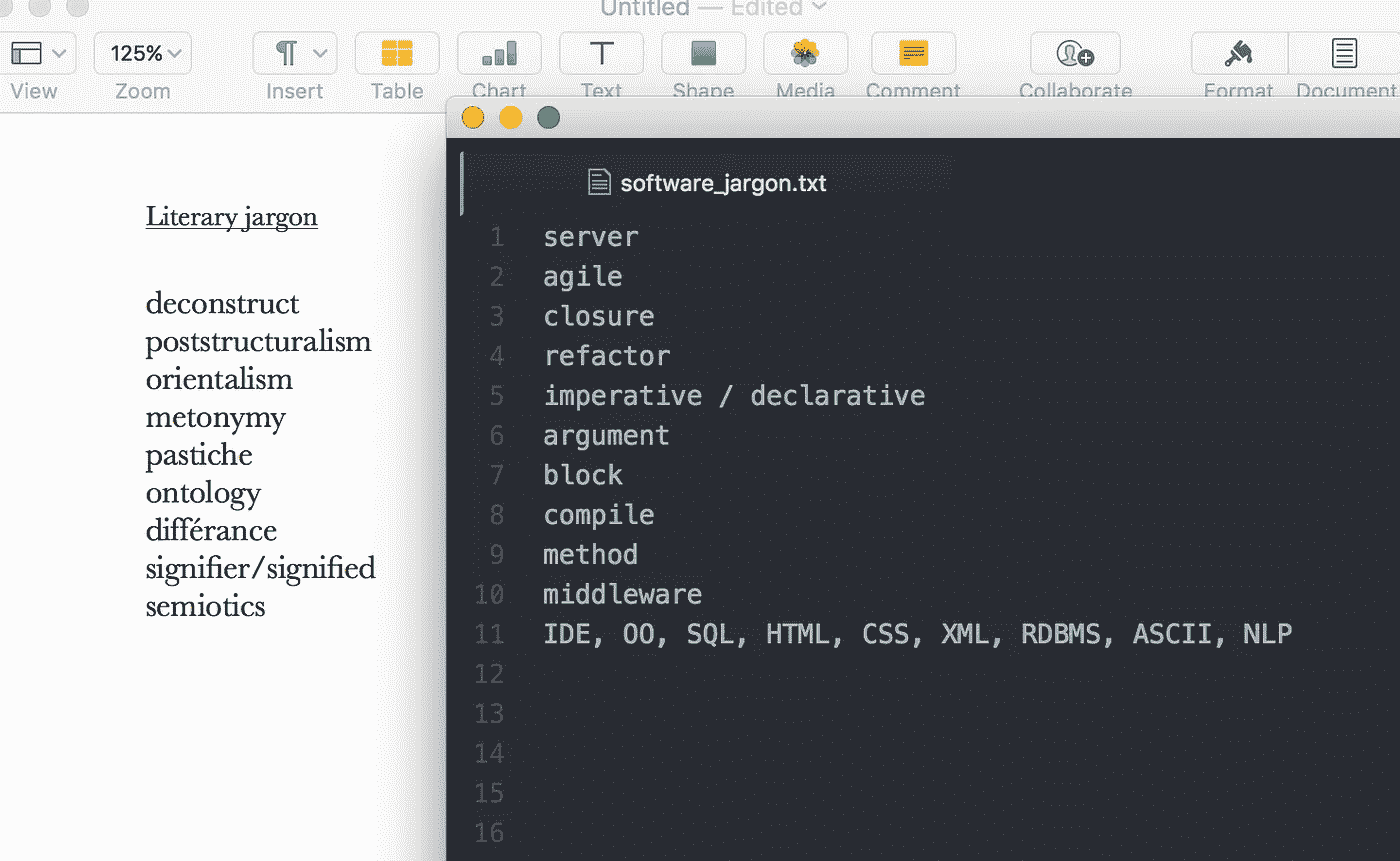 Untitled — Edited
125%
View Zoom Insert Table Chart Text Shape Media Comment Collaborate Format Document
Literary jargon
deconstruct
poststructuralism
orientalism
metonymy
pastiche
ontology
différance
signifier/signified
semiotics
software_jargon.txt
1 server
2 agile
3 closure
4 refactor
5 imperative / declarative
6 argument
7 block
8 compile
9 method
10 middleware
11 IDE, OO, SQL, HTML, CSS, XML, RDBMS, ASCII, NLP
12
13
14
15
16